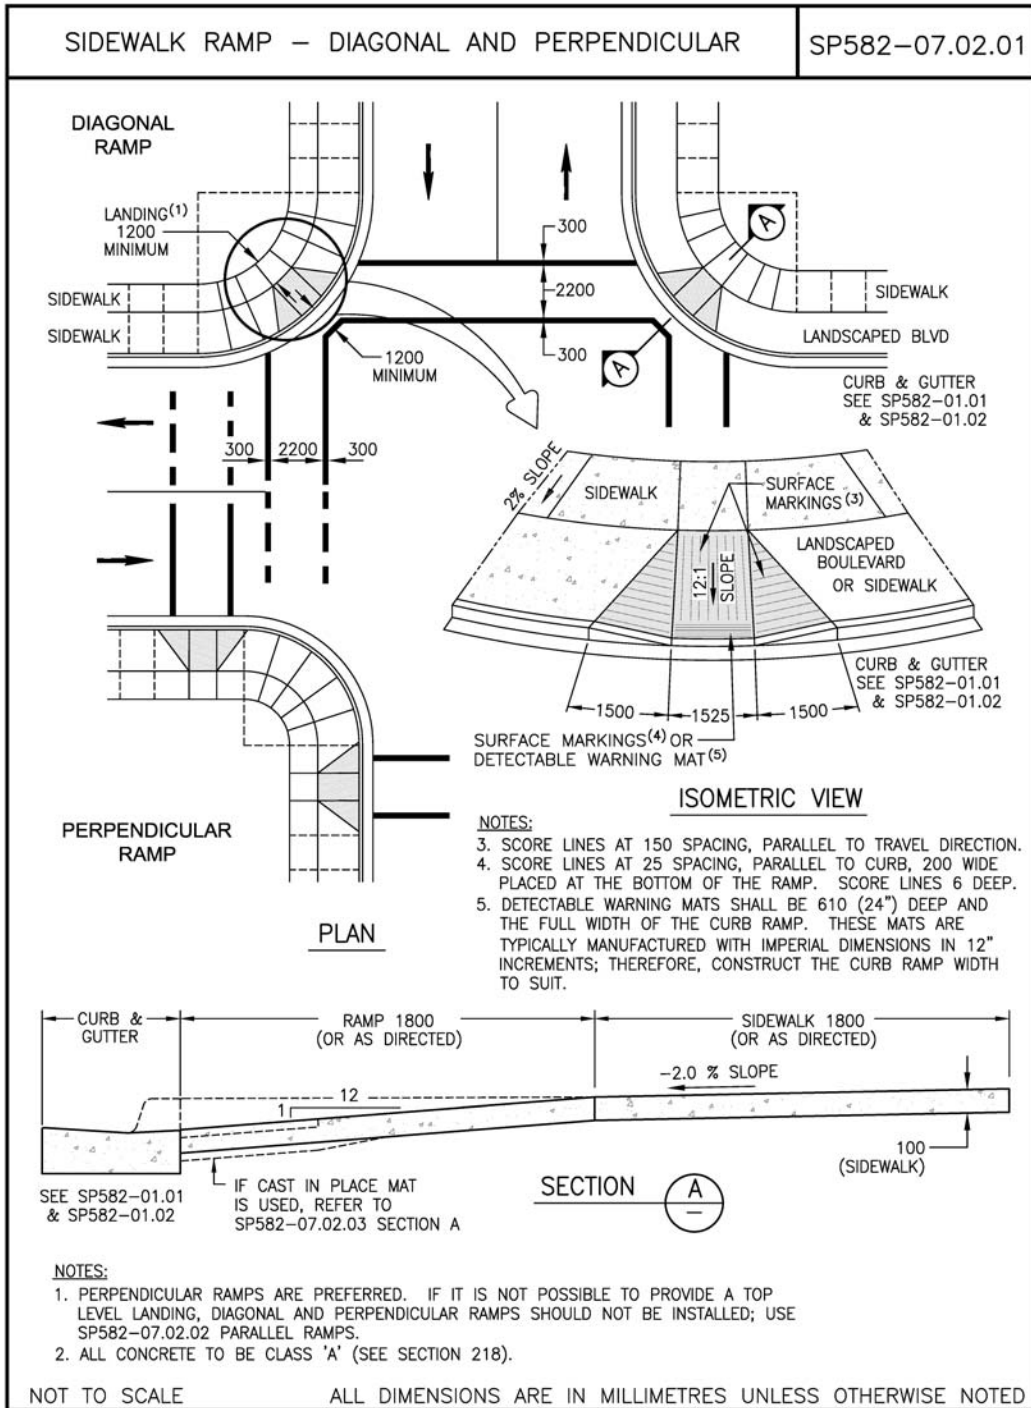 SIDEWALK RAMP – DIAGONAL AND PERPENDICULAR
SP582-07.02.01
DIAGONAL
RAMP
LANDING(1)
1200
MINIMUM
SIDEWALK
SIDEWALK
300
2200
300
A
A
SIDEWALK
LANDSCAPED BLVD
1200
MINIMUM
CURB & GUTTER
SEE SP582-01.01
& SP582-01.02
300
2200
300
2% SLOPE
SIDEWALK
SURFACE
MARKINGS(3)
12:1
SLOPE
LANDSCAPED
BOULEVARD
OR SIDEWALK
CURB & GUTTER
SEE SP582-01.01
& SP582-01.02
1500
1525
1500
SURFACE MARKINGS(4) OR
DETECTABLE WARNING MAT(5)
ISOMETRIC VIEW
PERPENDICULAR
RAMP
PLAN
NOTES:
3. SCORE LINES AT 150 SPACING, PARALLEL TO TRAVEL DIRECTION.
4. SCORE LINES AT 25 SPACING, PARALLEL TO CURB, 200 WIDE
PLACED AT THE BOTTOM OF THE RAMP. SCORE LINES 6 DEEP.
5. DETECTABLE WARNING MATS SHALL BE 610 (24") DEEP AND
THE FULL WIDTH OF THE CURB RAMP. THESE MATS ARE
TYPICALLY MANUFACTURED WITH IMPERIAL DIMENSIONS IN 12"
INCREMENTS; THEREFORE, CONSTRUCT THE CURB RAMP WIDTH
TO SUIT.
CURB &
GUTTER
RAMP 1800
(OR AS DIRECTED)
SIDEWALK 1800
(OR AS DIRECTED)
-2.0 % SLOPE
12
1
100
(SIDEWALK)
SEE SP582-01.01
& SP582-01.02
IF CAST IN PLACE MAT
IS USED, REFER TO
SP582-07.02.03 SECTION A
SECTION
A
–
NOTES:
1. PERPENDICULAR RAMPS ARE PREFERRED. IF IT IS NOT POSSIBLE TO PROVIDE A TOP
LEVEL LANDING, DIAGONAL AND PERPENDICULAR RAMPS SHOULD NOT BE INSTALLED; USE
SP582-07.02.02 PARALLEL RAMPS.
2. ALL CONCRETE TO BE CLASS 'A' (SEE SECTION 218).
NOT TO SCALE
ALL DIMENSIONS ARE IN MILLIMETRES UNLESS OTHERWISE NOTED